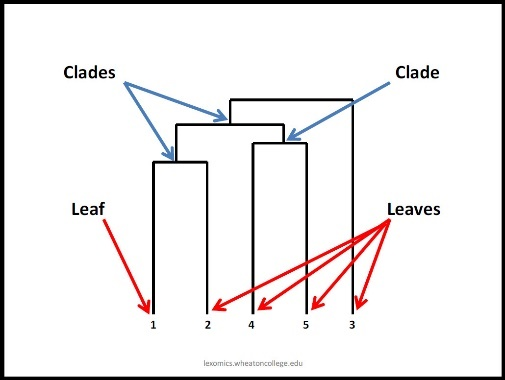 Clades
Clade
Leaf
Leaves
1 2 4 5 3
lexomics.wheatoncollege.edu